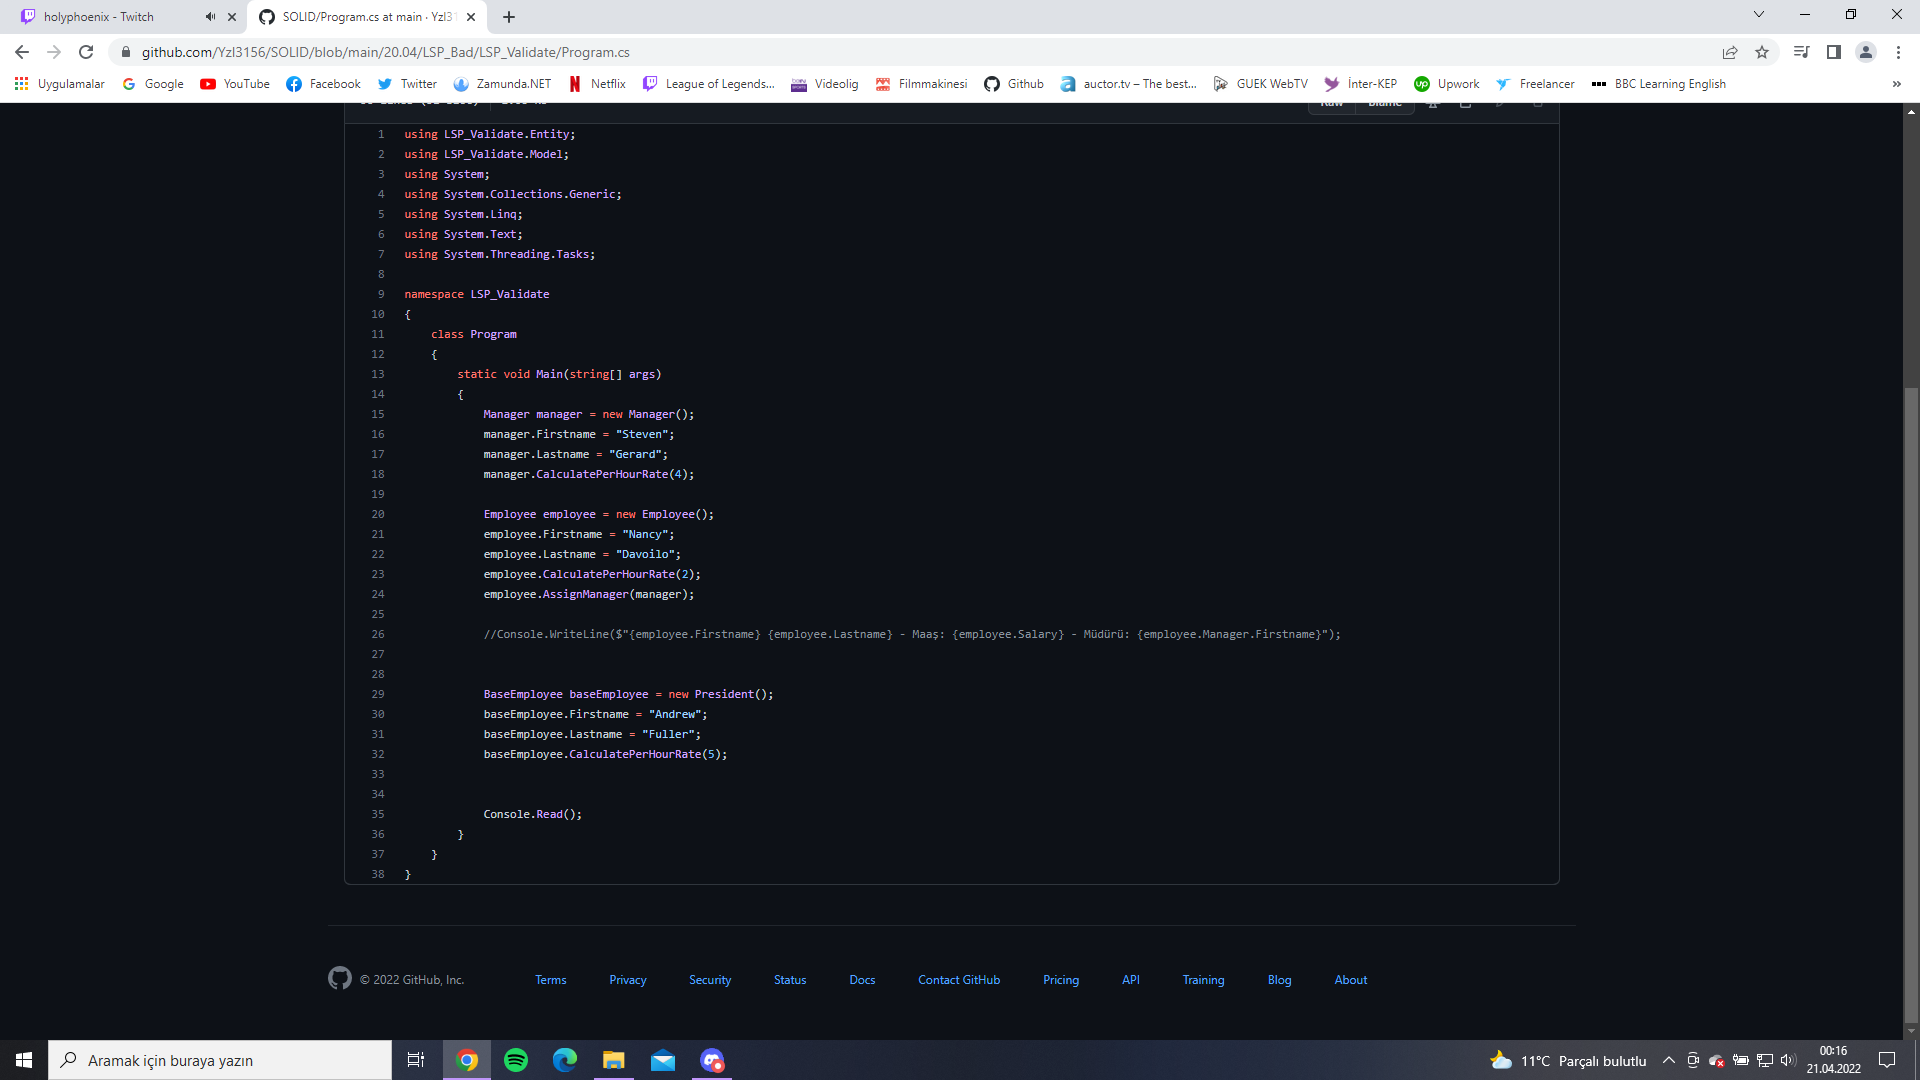 holyphoenix - Twitch
SOLID/Program.cs at main · Yzl31
github.com/Yzl3156/SOLID/blob/main/20.04/LSP_Bad/LSP_Validate/Program.cs
Uygulamalar Google YouTube Facebook Twitter Zamunda.NET Netflix League of Legends... Videolig Filmmakinesi Github auctor.tv – The best... GUEK WebTV İnter-KEP Upwork Freelancer BBC Learning English »
Raw Blame
1 using LSP_Validate.Entity;
2 using LSP_Validate.Model;
3 using System;
4 using System.Collections.Generic;
5 using System.Linq;
6 using System.Text;
7 using System.Threading.Tasks;
8
9 namespace LSP_Validate
10 {
11 class Program
12 {
13 static void Main(string[] args)
14 {
15 Manager manager = new Manager();
16 manager.Firstname = "Steven";
17 manager.Lastname = "Gerard";
18 manager.CalculatePerHourRate(4);
19
20 Employee employee = new Employee();
21 employee.Firstname = "Nancy";
22 employee.Lastname = "Davoilo";
23 employee.CalculatePerHourRate(2);
24 employee.AssignManager(manager);
25
26 //Console.WriteLine($"{employee.Firstname} {employee.Lastname} - Maaş: {employee.Salary} - Müdürü: {employee.Manager.Firstname}");
27
28
29 BaseEmployee baseEmployee = new President();
30 baseEmployee.Firstname = "Andrew";
31 baseEmployee.Lastname = "Fuller";
32 baseEmployee.CalculatePerHourRate(5);
33
34
35 Console.Read();
36 }
37 }
38 }
© 2022 GitHub, Inc. Terms Privacy Security Status Docs Contact GitHub Pricing API Training Blog About
Aramak için buraya yazın
11°C Parçalı bulutlu
00:16
21.04.2022